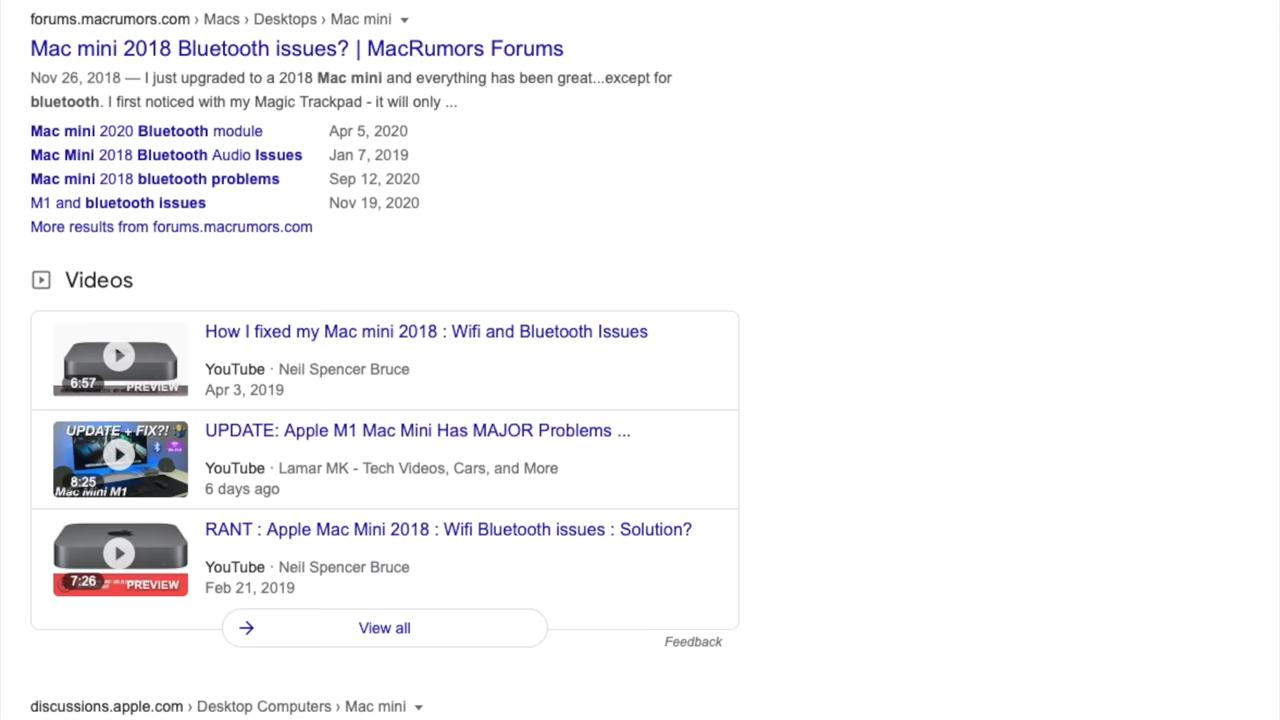 forums.macrumors.com › Macs › Desktops › Mac mini
Mac mini 2018 Bluetooth issues? | MacRumors Forums
Nov 26, 2018 — I just upgraded to a 2018 Mac mini and everything has been great...except for
bluetooth. I first noticed with my Magic Trackpad - it will only ...
Mac mini 2020 Bluetooth module Apr 5, 2020
Mac Mini 2018 Bluetooth Audio Issues Jan 7, 2019
Mac mini 2018 bluetooth problems Sep 12, 2020
M1 and bluetooth issues Nov 19, 2020
More results from forums.macrumors.com
Videos
How I fixed my Mac mini 2018 : Wifi and Bluetooth Issues
YouTube · Neil Spencer Bruce
Apr 3, 2019
6:57
PREVIEW
UPDATE: Apple M1 Mac Mini Has MAJOR Problems ...
YouTube · Lamar MK - Tech Videos, Cars, and More
6 days ago
UPDATE + FIX?!
8:25
Mac Mini M1
RANT : Apple Mac Mini 2018 : Wifi Bluetooth issues : Solution?
YouTube · Neil Spencer Bruce
Feb 21, 2019
7:26
PREVIEW
View all
Feedback
discussions.apple.com › Desktop Computers › Mac mini